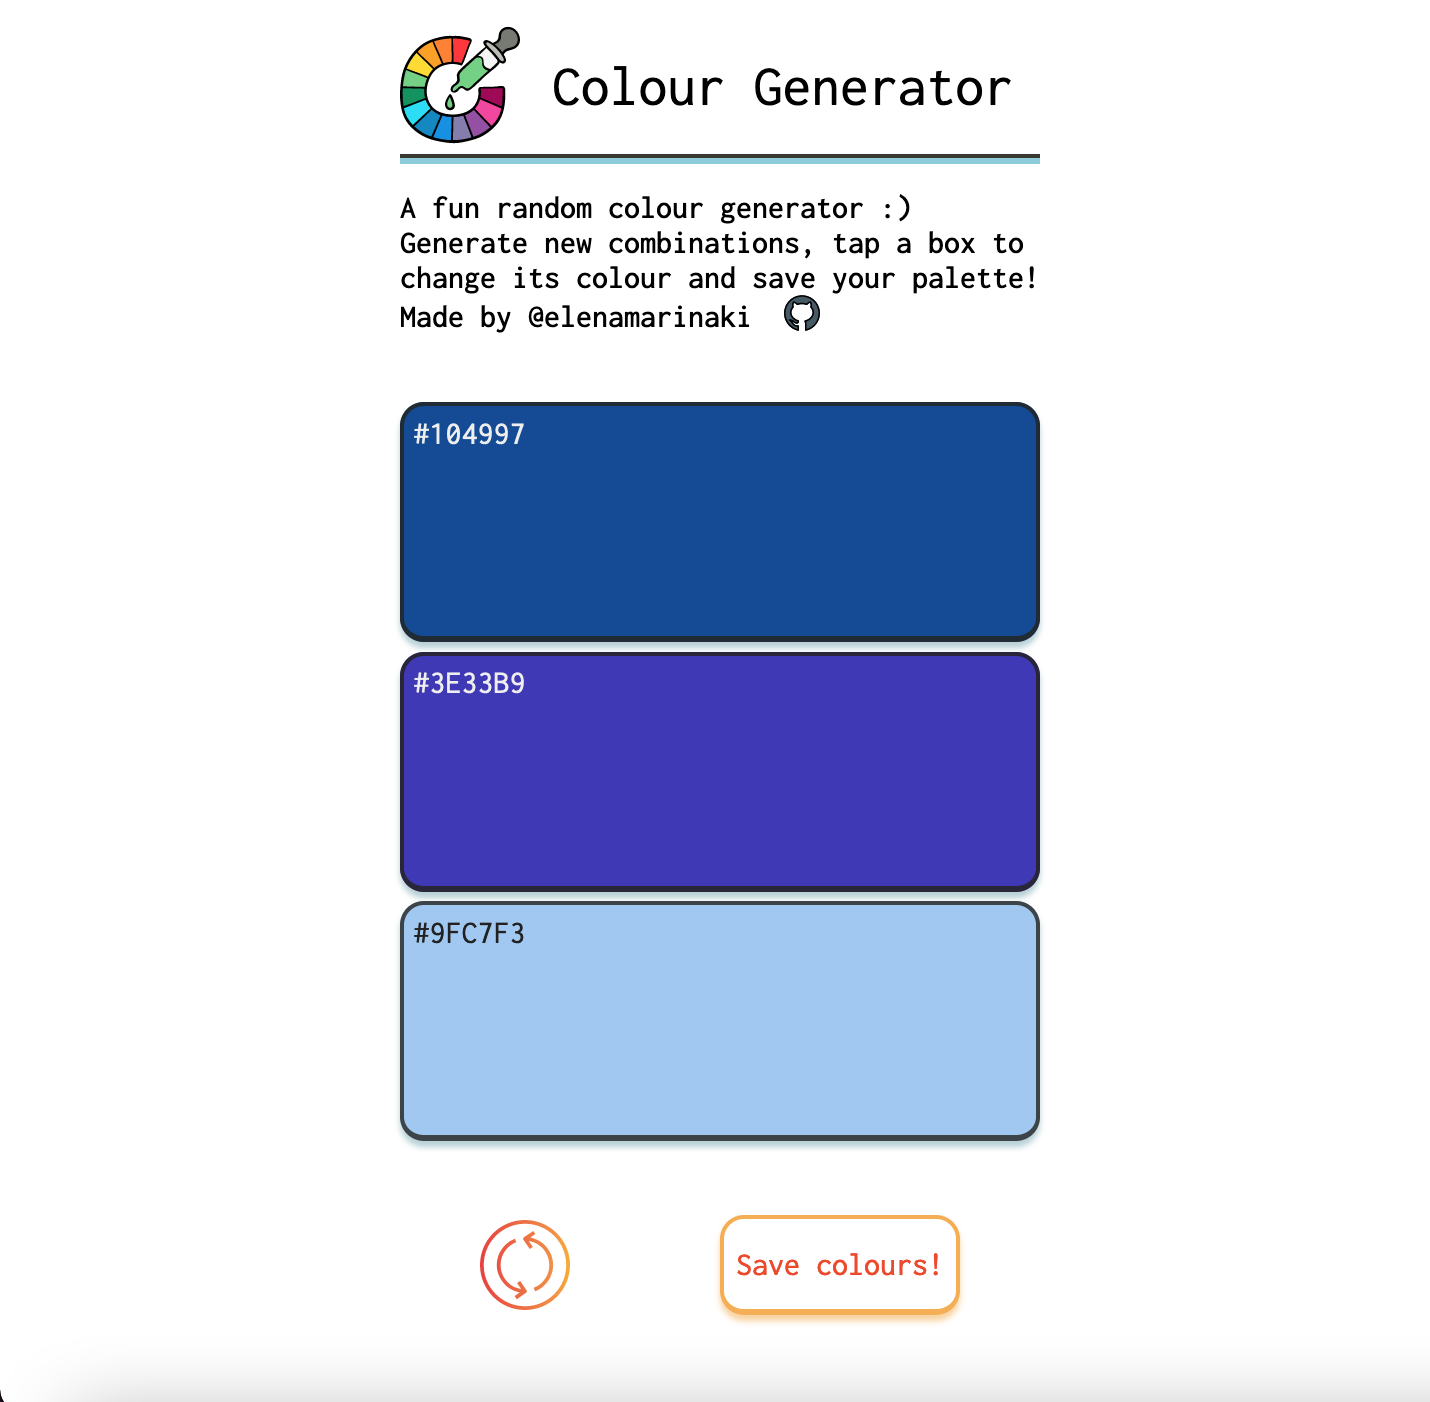 Colour Generator
A fun random colour generator :)
Generate new combinations, tap a box to
change its colour and save your palette!
Made by @elenamarinaki
#104997
#3E33B9
#9FC7F3
Save colours!